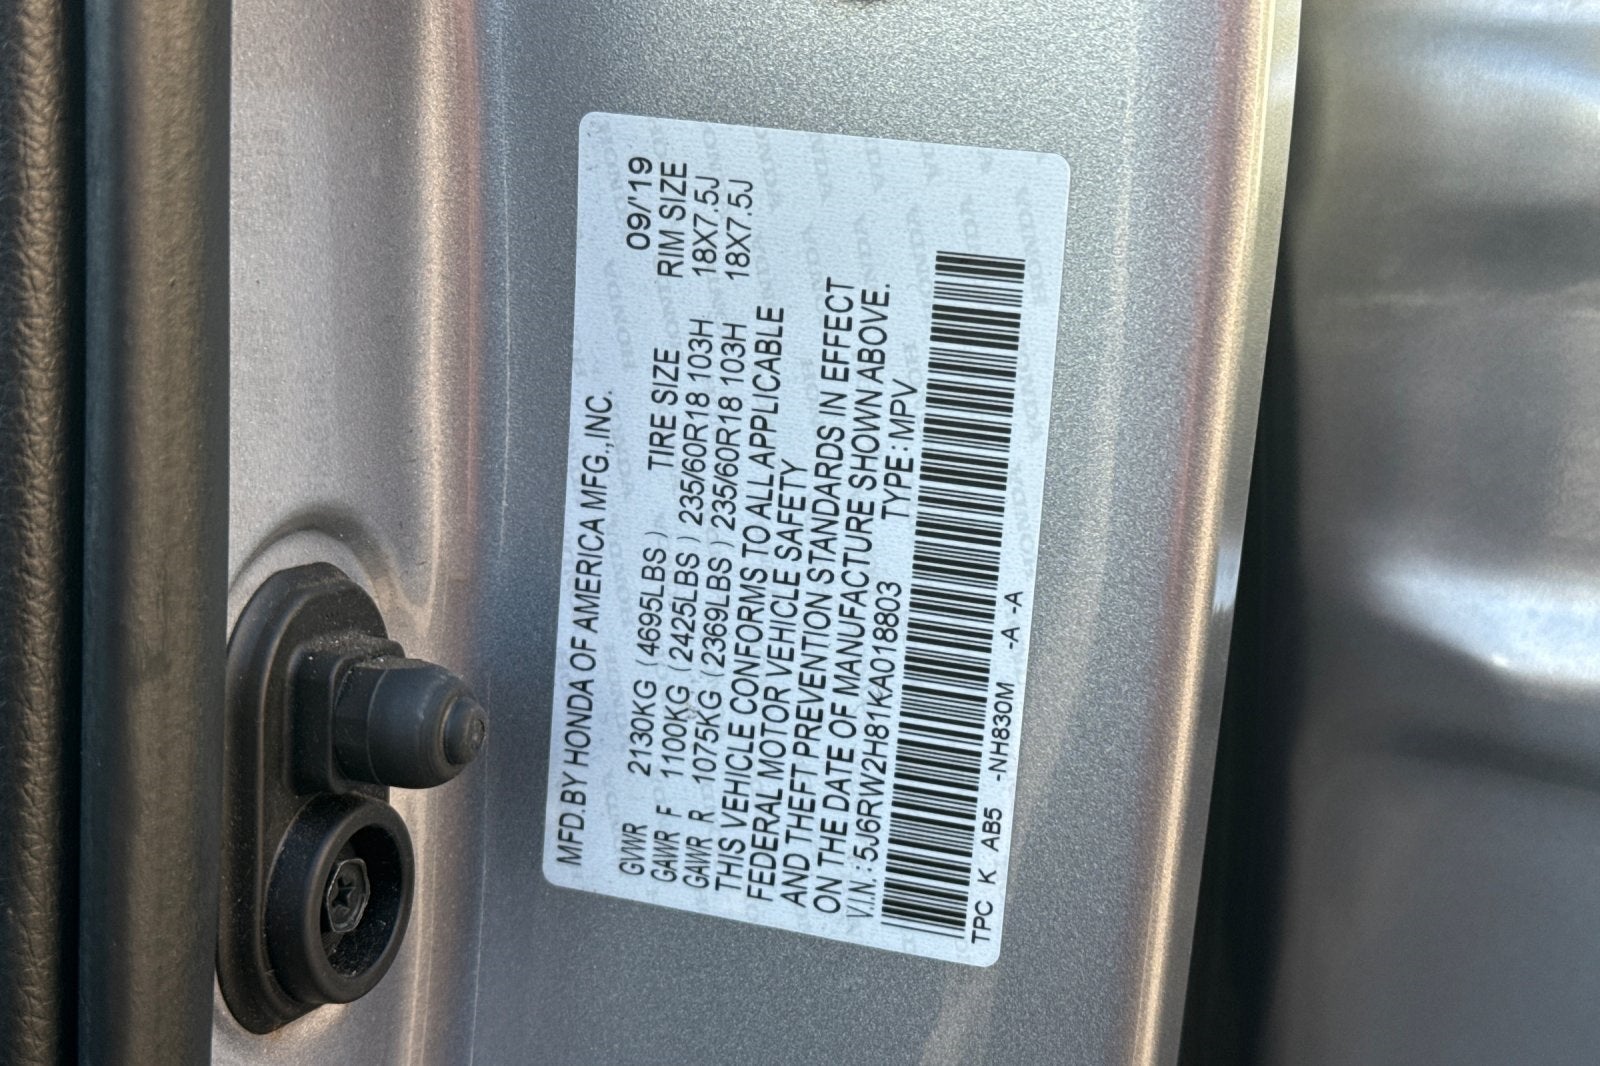 MFD.BY HONDA OF AMERICA MFG.,INC. 09/'19
GVWR 2130KG (4695LBS) TIRE SIZE RIM SIZE
GAWR F 1100KG (2425LBS) 235/60R18 103H 18X7.5J
GAWR R 1075KG (2369LBS) 235/60R18 103H 18X7.5J
THIS VEHICLE CONFORMS TO ALL APPLICABLE
FEDERAL MOTOR VEHICLE SAFETY
AND THEFT PREVENTION STANDARDS IN EFFECT
ON THE DATE OF MANUFACTURE SHOWN ABOVE.
V.I.N.:5J6RW2H81KA018803 TYPE:MPV
TPC K AB5 -NH830M -A -A